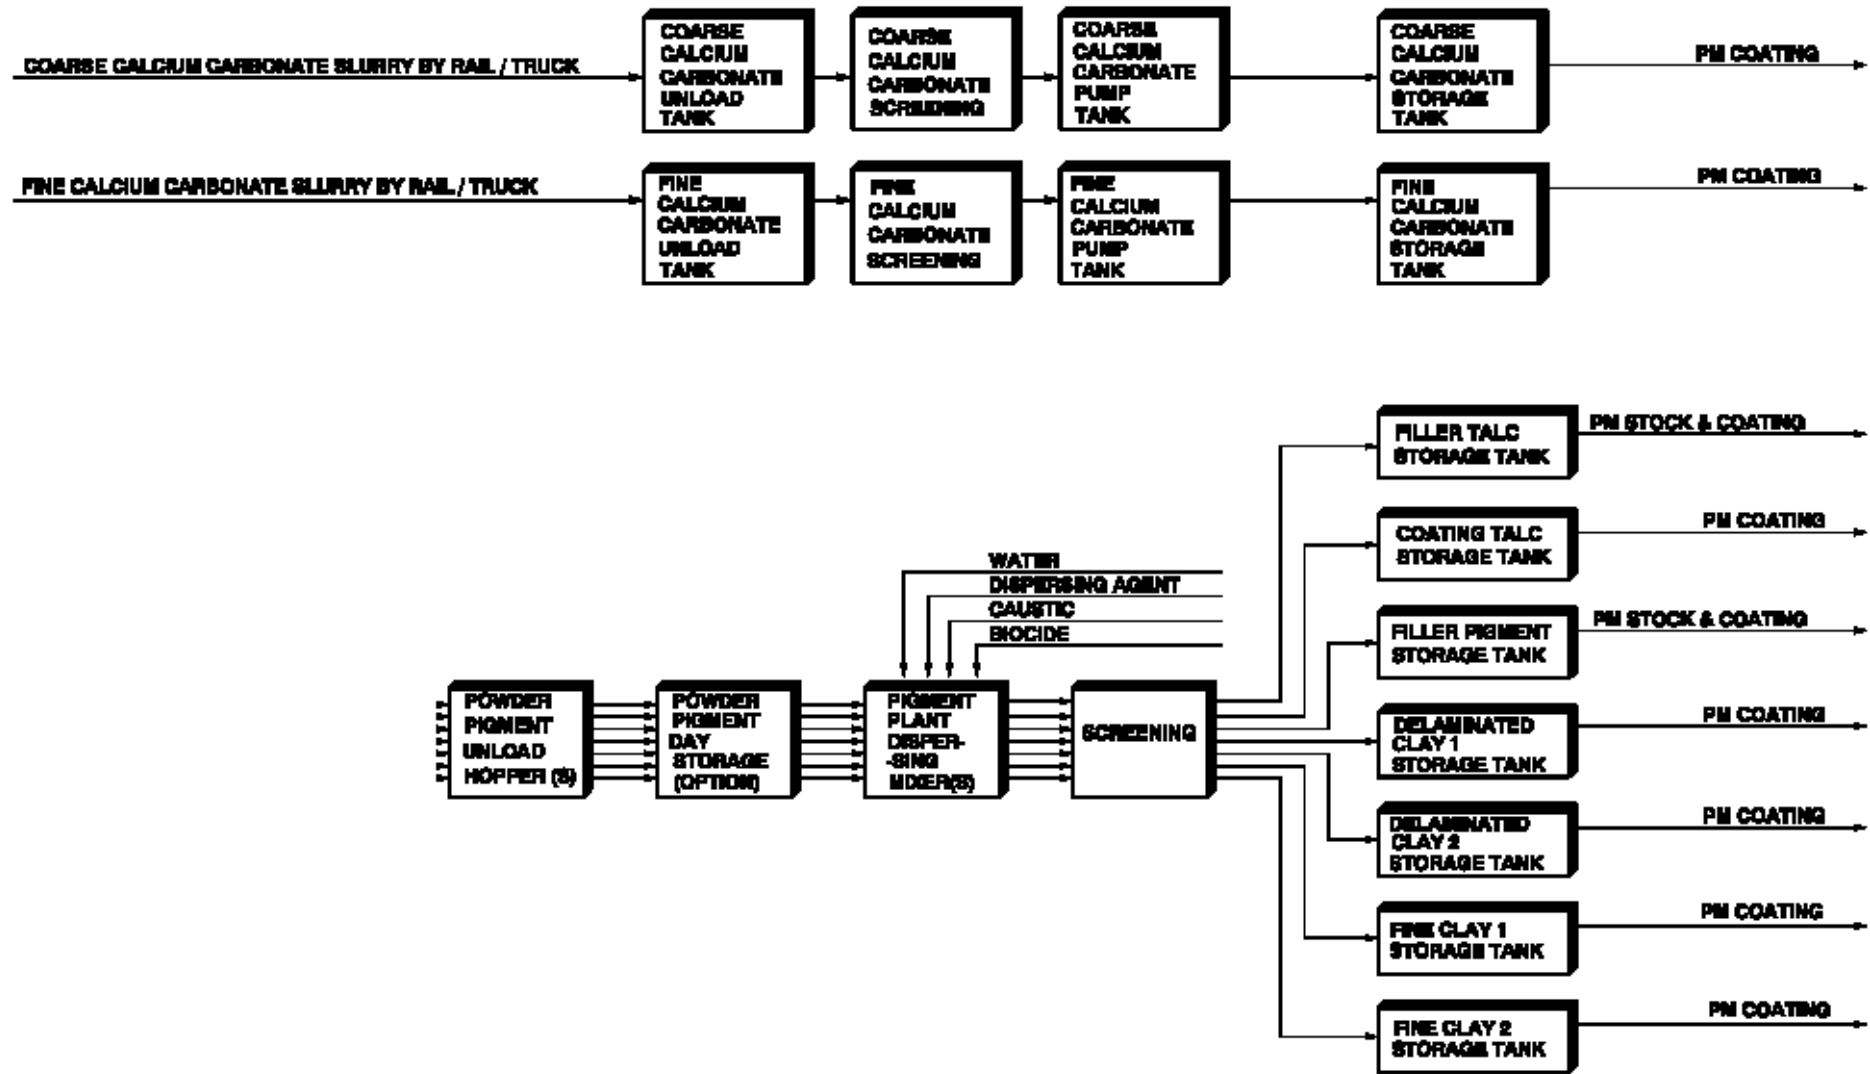 COARSE CALCIUM CARBONATE SLURRY BY RAIL / TRUCK
COARSE
CALCIUM
CARBONATE
UNLOAD
TANK
COARSE
CALCIUM
CARBONATE
SCREENING
COARSE
CALCIUM
CARBONATE
PUMP
TANK
COARSE
CALCIUM
CARBONATE
STORAGE
TANK
PM COATING
FINE CALCIUM CARBONATE SLURRY BY RAIL / TRUCK
FINE
CALCIUM
CARBONATE
UNLOAD
TANK
FINE
CALCIUM
CARBONATE
SCREENING
FINE
CALCIUM
CARBONATE
PUMP
TANK
FINE
CALCIUM
CARBONATE
STORAGE
TANK
PM COATING
WATER
DISPERSING AGENT
CAUSTIC
BIOCIDE
POWDER
PIGMENT
UNLOAD
HOPPER (S)
POWDER
PIGMENT
DAY
STORAGE
(OPTION)
PIGMENT
PLANT
DISPER-
-SING
MIXER(S)
SCREENING
FILLER TALC
STORAGE TANK
PM STOCK & COATING
COATING TALC
STORAGE TANK
PM COATING
FILLER PIGMENT
STORAGE TANK
PM STOCK & COATING
DELAMINATED
CLAY 1
STORAGE TANK
PM COATING
DELAMINATED
CLAY 2
STORAGE TANK
PM COATING
FINE CLAY 1
STORAGE TANK
PM COATING
FINE CLAY 2
STORAGE TANK
PM COATING